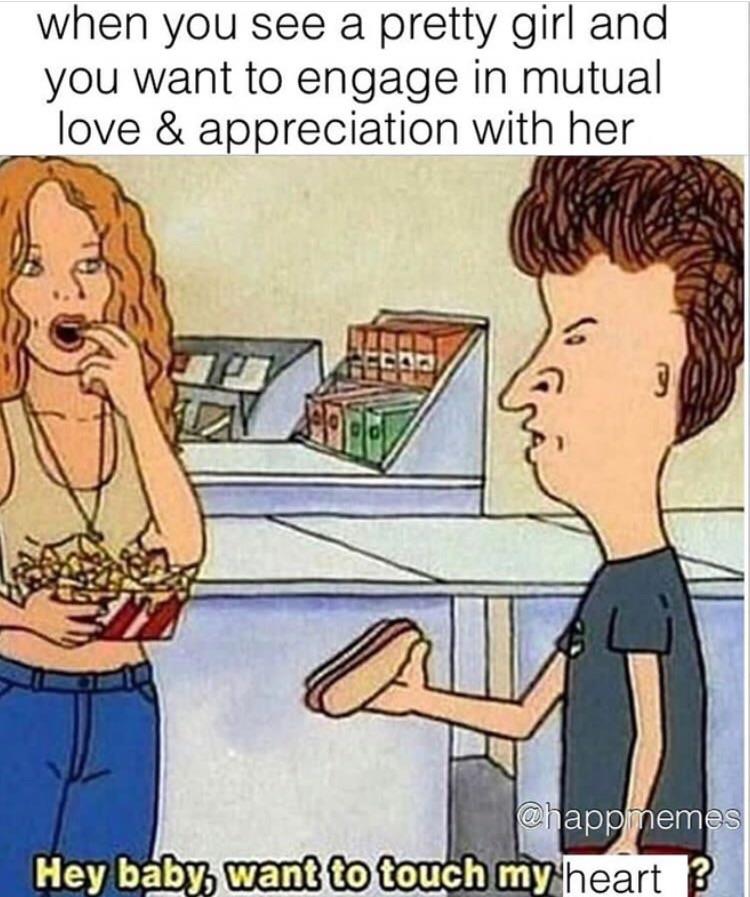 when you see a pretty girl and
you want to engage in mutual
love & appreciation with her
@happmemes
Hey baby, want to touch my heart ?